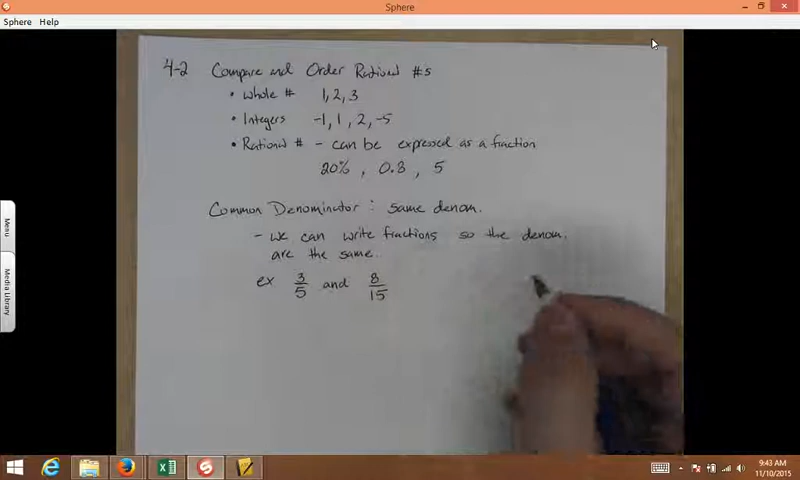 Sphere
Sphere Help
4-2 Compare and Order Rational #s
• Whole # 1, 2, 3
• Integers -1, 1, 2, -5
• Rational # - can be expressed as a fraction
20%, 0.8, 5
Common Denominator: same denom.
- we can write fractions so the denom.
are the same.
ex 3/5 and 8/15
Menu
Media Library
9:43 AM
11/10/2015